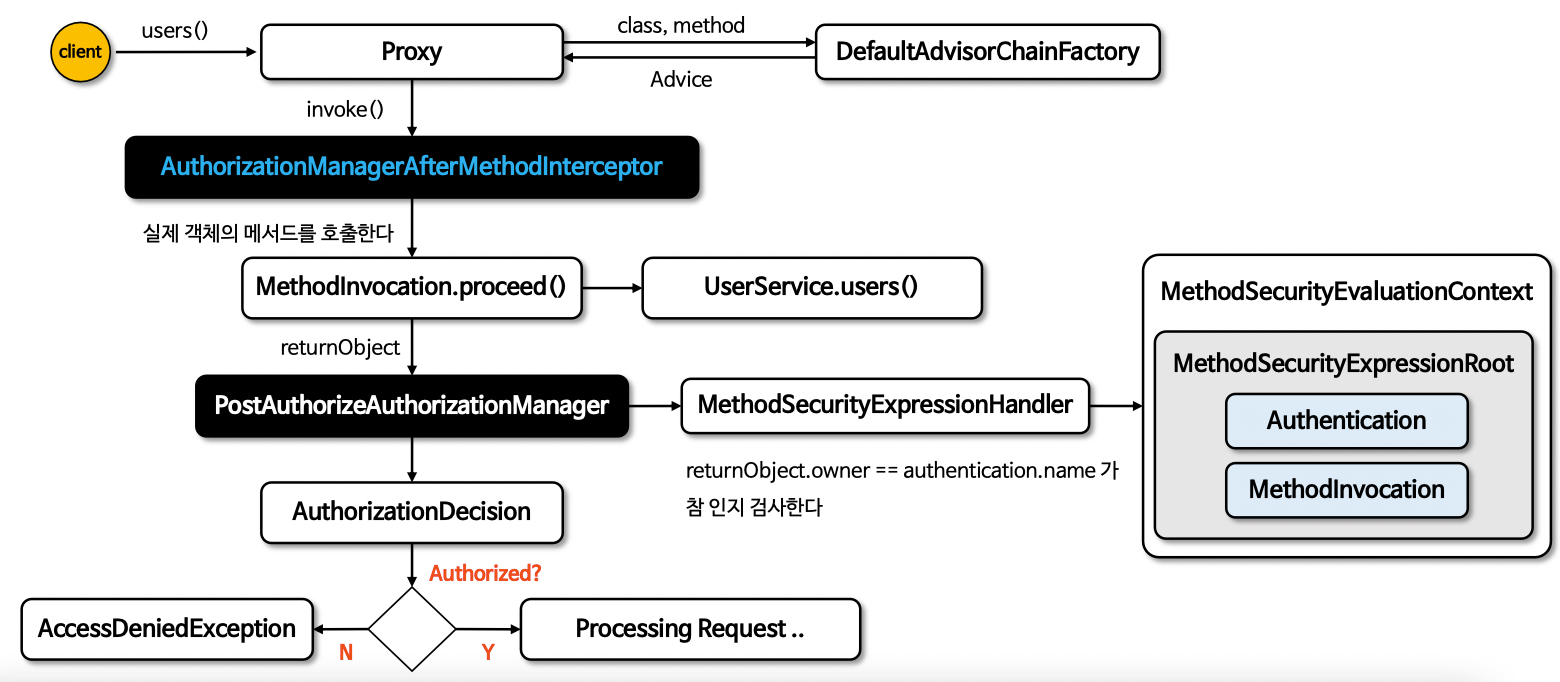 client
users()
Proxy
class, method
Advice
DefaultAdvisorChainFactory
invoke()
AuthorizationManagerAfterMethodInterceptor
실제 객체의 메서드를 호출한다
MethodInvocation.proceed()
UserService.users()
returnObject
PostAuthorizeAuthorizationManager
MethodSecurityExpressionHandler
returnObject.owner == authentication.name 가
참 인지 검사한다
MethodSecurityEvaluationContext
MethodSecurityExpressionRoot
Authentication
MethodInvocation
AuthorizationDecision
Authorized?
AccessDeniedException
N
Y
Processing Request ..